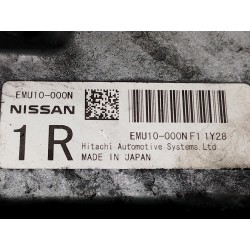 EMU10-000N
NISSAN
1R
EMU10-000N F1 1Y28
Hitachi Automotive Systems.Ltd
MADE IN JAPAN